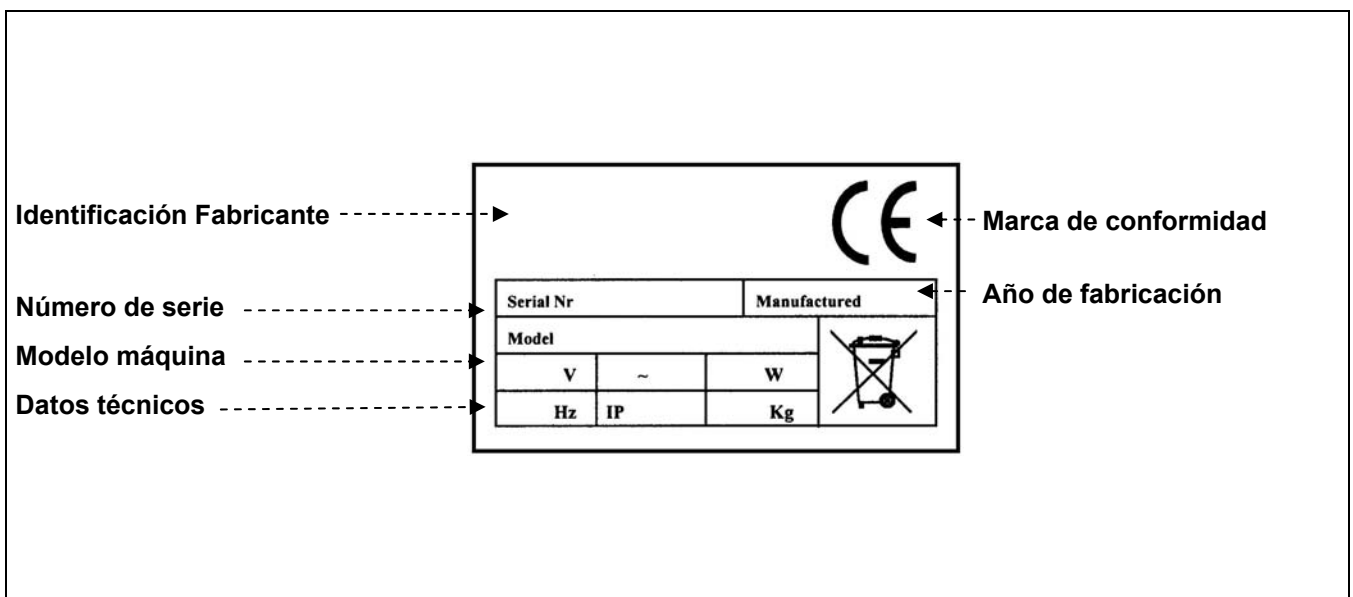 CE
Identificación Fabricante
Marca de conformidad
Año de fabricación
Número de serie
Serial Nr Manufactured
Modelo máquina
Model
V ~ W
Datos técnicos
Hz IP Kg